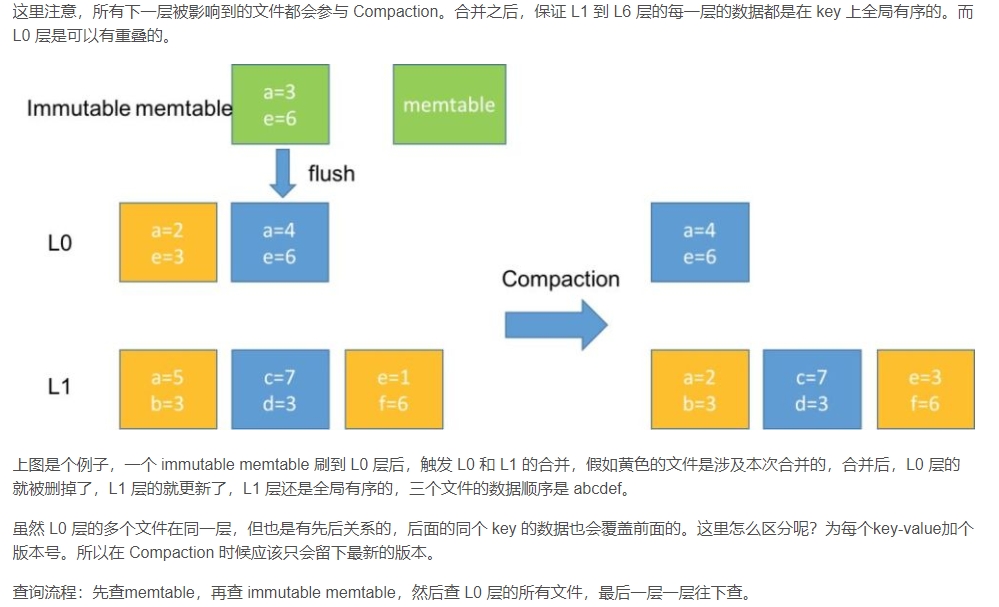 这里注意，所有下一层被影响到的文件都会参与 Compaction。合并之后，保证 L1 到 L6 层的每一层的数据都是在 key 上全局有序的。而
L0 层是可以有重叠的。
Immutable memtable
a=3
e=6
memtable
flush
L0
a=2
e=3
a=4
e=6
a=4
e=6
Compaction
L1
a=5
b=3
c=7
d=3
e=1
f=6
a=2
b=3
c=7
d=3
e=3
f=6
上图是个例子，一个 immutable memtable 刷到 L0 层后，触发 L0 和 L1 的合并，假如黄色的文件是涉及本次合并的，合并后，L0 层的
就被删掉了，L1 层的就更新了，L1 层还是全局有序的，三个文件的数据顺序是 abcdef。
虽然 L0 层的多个文件在同一层，但也是有先后关系的，后面的同个 key 的数据也会覆盖前面的。这里怎么区分呢？为每个key-value加个
版本号。所以在 Compaction 时候应该只会留下最新的版本。
查询流程：先查memtable，再查 immutable memtable，然后查 L0 层的所有文件，最后一层一层往下查。